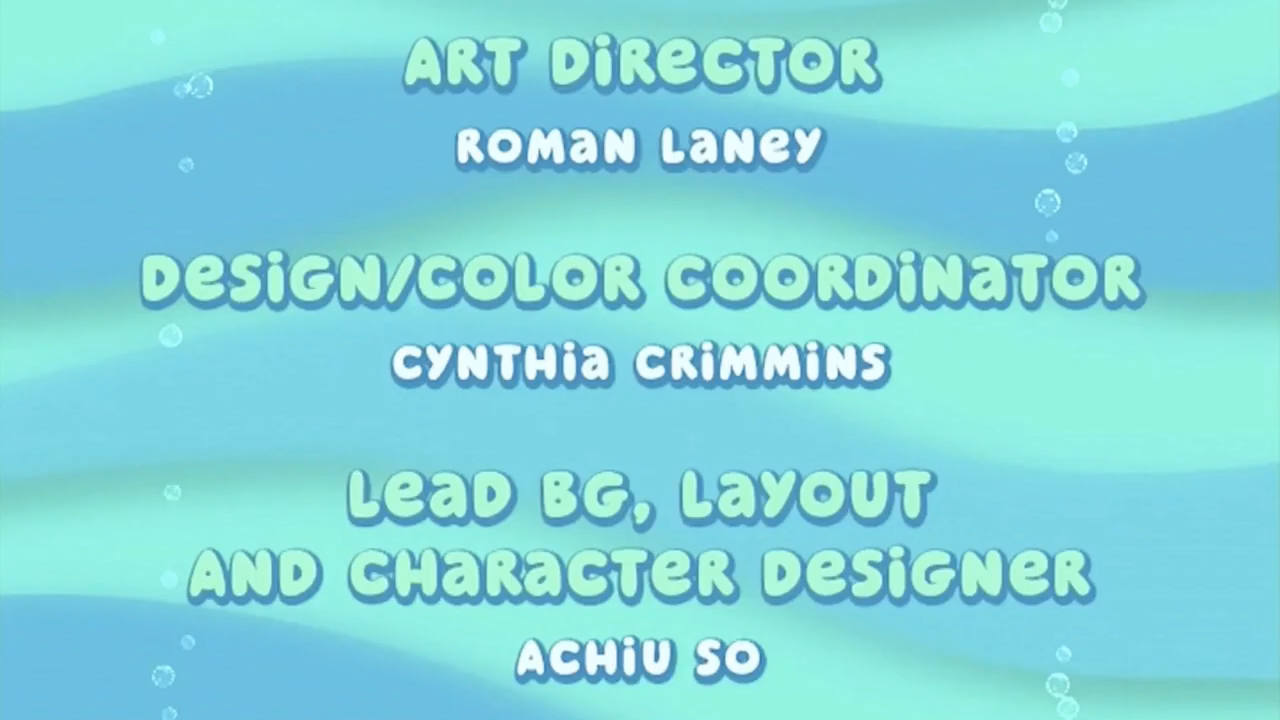 ART DiRECTOR
ROMaN LaNEY
DESiGN/COLOR COORDiNaTOR
CYNTHia CRiMMiNS
LEaD BG, LaYOUT
AND CHaRaCTER DESiGNER
ACHiU SO